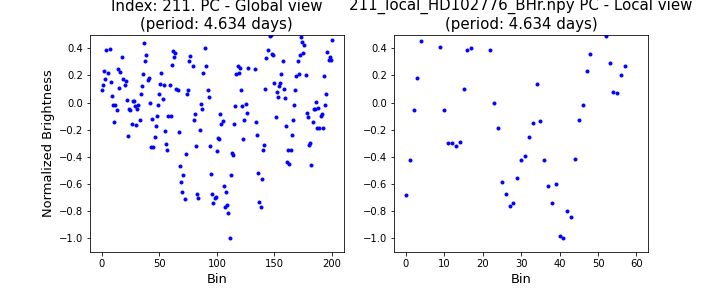 Index: 211. PC - Global view
(period: 4.634 days)
211_local_HD102776_BHr.npy PC - Local view
(period: 4.634 days)
Normalized Brightness
0.4
0.2
0.0
−0.2
−0.4
−0.6
−0.8
−1.0
0 50 100 150 200
Bin
0.4
0.2
0.0
−0.2
−0.4
−0.6
−0.8
−1.0
0 10 20 30 40 50 60
Bin